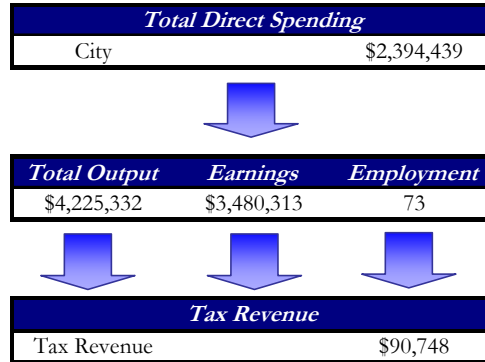 Total Direct Spending
City $2,394,439
Total Output Earnings Employment
$4,225,332 $3,480,313 73
Tax Revenue
Tax Revenue $90,748